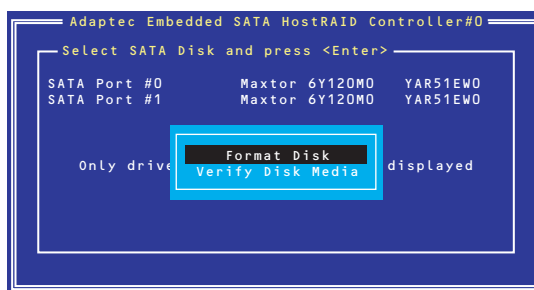 Adaptec Embedded SATA HostRAID Controller#0
Select SATA Disk and press <Enter>
SATA Port #0 Maxtor 6Y120M0 YAR51EW0
SATA Port #1 Maxtor 6Y120M0 YAR51EW0
Format Disk
Only drive displayed
Verify Disk Media